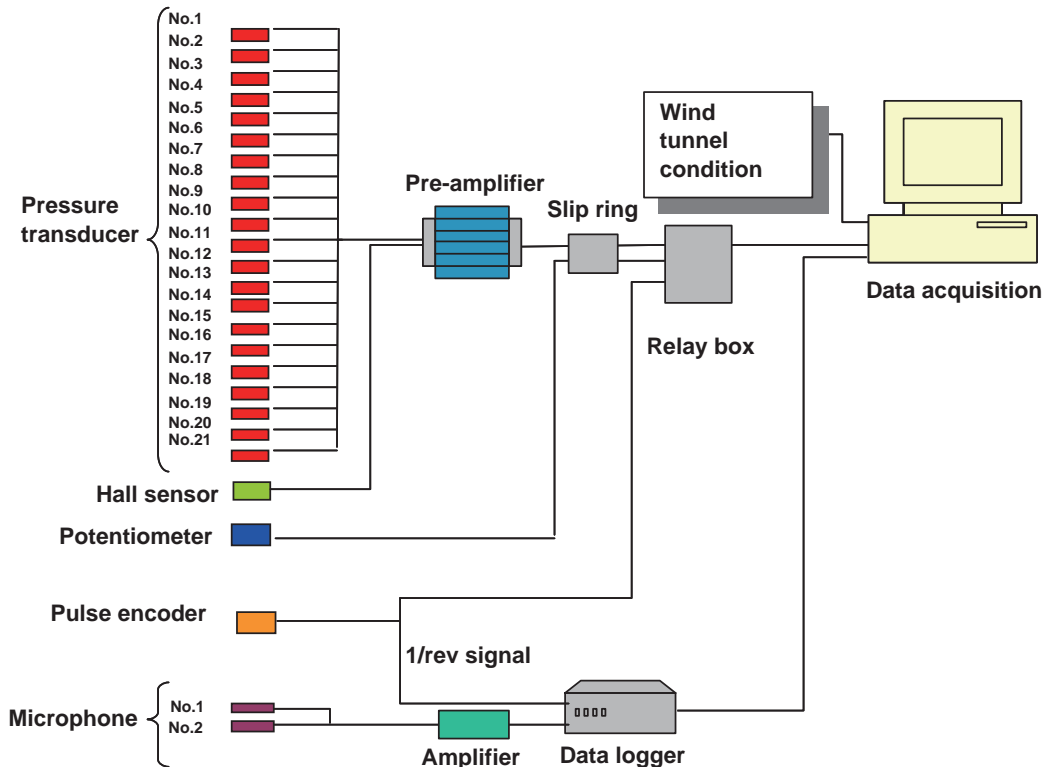 No.1
No.2
No.3
No.4
No.5
No.6
No.7
No.8
No.9
No.10
No.11
No.12
No.13
No.14
No.15
No.16
No.17
No.18
No.19
No.20
No.21
Pressure
transducer
Hall sensor
Potentiometer
Pulse encoder
1/rev signal
Microphone
No.1
No.2
Amplifier
Data logger
Pre-amplifier
Slip ring
Relay box
Wind
tunnel
condition
Data acquisition